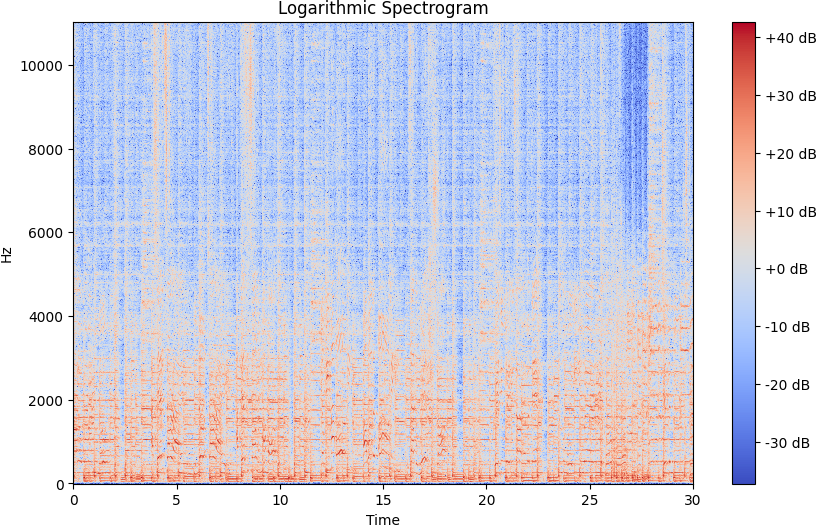 Logarithmic Spectrogram
Hz
10000
8000
6000
4000
2000
0
0 5 10 15 20 25 30
Time
+40 dB
+30 dB
+20 dB
+10 dB
+0 dB
-10 dB
-20 dB
-30 dB